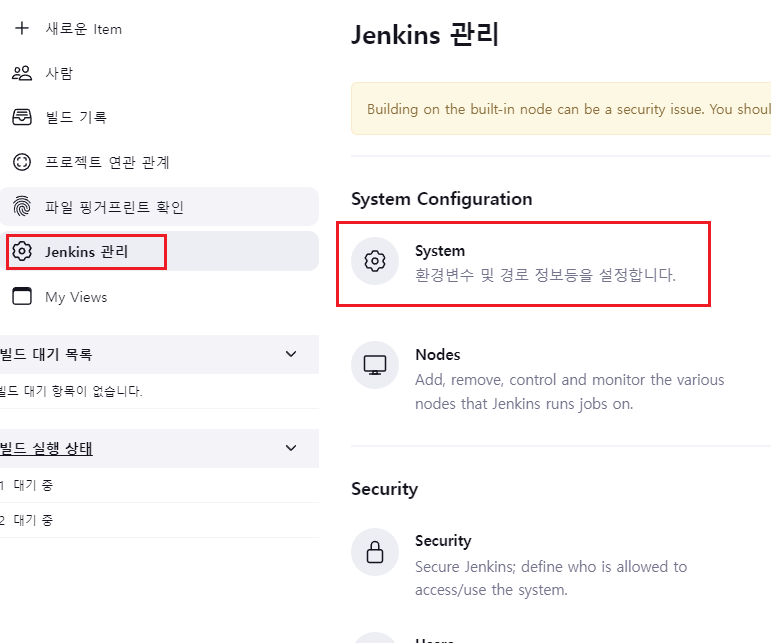 새로운 Item
사람
빌드 기록
프로젝트 연관 관계
파일 핑거프린트 확인
Jenkins 관리
My Views
빌드 대기 목록
빌드 대기 항목이 없습니다.
빌드 실행 상태
1 대기 중
2 대기 중
Jenkins 관리
Building on the built-in node can be a security issue. You shoul
System Configuration
System
환경변수 및 경로 정보등을 설정합니다.
Nodes
Add, remove, control and monitor the various
nodes that Jenkins runs jobs on.
Security
Security
Secure Jenkins; define who is allowed to
access/use the system.